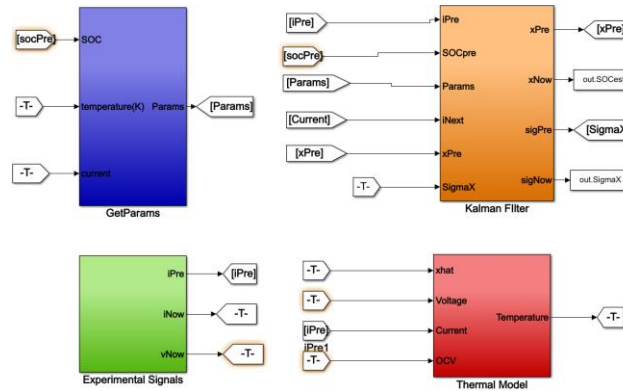 [socPre]
SOC
-T-
temperature(K)
Params
[Params]
-T-
current
GetParams
[iPre]
iPre
xPre
[xPre]
[socPre]
SOCpre
xNow
out.SOCest
[Params]
Params
[Current]
iNext
sigPre
[SigmaX
[xPre]
xPre
sigNow
out.SigmaX
-T-
SigmaX
Kalman FIlter
iPre
[iPre]
iNow
-T-
vNow
-T-
Experimental Signals
-T-
xhat
-T-
Voltage
Temperature
-T-
[iPre]
Current
iPre1
-T-
OCV
Thermal Model